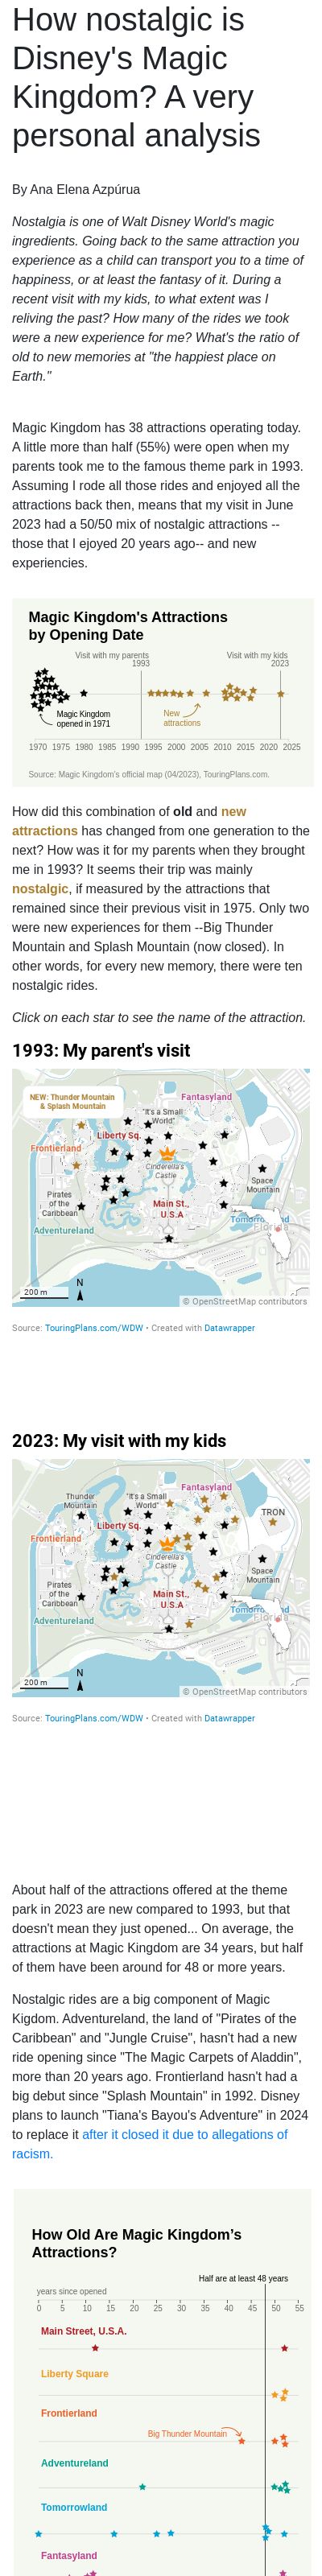 How nostalgic is
Disney's Magic
Kingdom? A very
personal analysis
By Ana Elena Azpúrua
Nostalgia is one of Walt Disney World's magic
ingredients. Going back to the same attraction you
experience as a child can transport you to a time of
happiness, or at least the fantasy of it. During a
recent visit with my kids, to what extent was I
reliving the past? How many of the rides we took
were a new experience for me? What's the ratio of
old to new memories at "the happiest place on
Earth."
Magic Kingdom has 38 attractions operating today.
A little more than half (55%) were open when my
parents took me to the famous theme park in 1993.
Assuming I rode all those rides and enjoyed all the
attractions back then, means that my visit in June
2023 had a 50/50 mix of nostalgic attractions --
those that I ejoyed 20 years ago-- and new
experiencies.
Magic Kingdom's Attractions
by Opening Date
Visit with my parents
1993
Visit with my kids
2023
Magic Kingdom
opened in 1971
New
attractions
1970 1975 1980 1985 1990 1995 2000 2005 2010 2015 2020 2025
Source: Magic Kingdom's official map (04/2023), TouringPlans.com.
How did this combination of old and new
attractions has changed from one generation to the
next? How was it for my parents when they brought
me in 1993? It seems their trip was mainly
nostalgic, if measured by the attractions that
remained since their previous visit in 1975. Only two
were new experiences for them --Big Thunder
Mountain and Splash Mountain (now closed). In
other words, for every new memory, there were ten
nostalgic rides.
Click on each star to see the name of the attraction.
1993: My parent's visit
NEW: Thunder Mountain
& Splash Mountain
Fantasyland
"It's a Small
World"
Liberty Sq.
Frontierland
Cinderella's
Castle
Space
Mountain
Pirates
of the
Caribbean
Main St.,
U.S.A
Adventureland
Florida
200 m
N
© OpenStreetMap contributors
Source: TouringPlans.com/WDW • Created with Datawrapper
2023: My visit with my kids
Fantasyland
Thunder
Mountain
"It's a Small
World"
TRON
Liberty Sq.
Frontierland
Cinderella's
Castle
Space
Mountain
Pirates
of the
Caribbean
Main St.,
U.S.A
Adventureland
Florida
200 m
N
© OpenStreetMap contributors
Source: TouringPlans.com/WDW • Created with Datawrapper
About half of the attractions offered at the theme
park in 2023 are new compared to 1993, but that
doesn't mean they just opened... On average, the
attractions at Magic Kingdom are 34 years, but half
of them have been around for 48 or more years.
Nostalgic rides are a big component of Magic
Kigdom. Adventureland, the land of "Pirates of the
Caribbean" and "Jungle Cruise", hasn't had a new
ride opening since "The Magic Carpets of Aladdin",
more than 20 years ago. Frontierland hasn't had a
big debut since "Splash Mountain" in 1992. Disney
plans to launch "Tiana's Bayou's Adventure" in 2024
to replace it after it closed it due to allegations of
racism.
How Old Are Magic Kingdom's
Attractions?
Half are at least 48 years
years since opened
0 5 10 15 20 25 30 35 40 45 50 55
Main Street, U.S.A.
Liberty Square
Frontierland
Big Thunder Mountain
Adventureland
Tomorrowland
Fantasyland